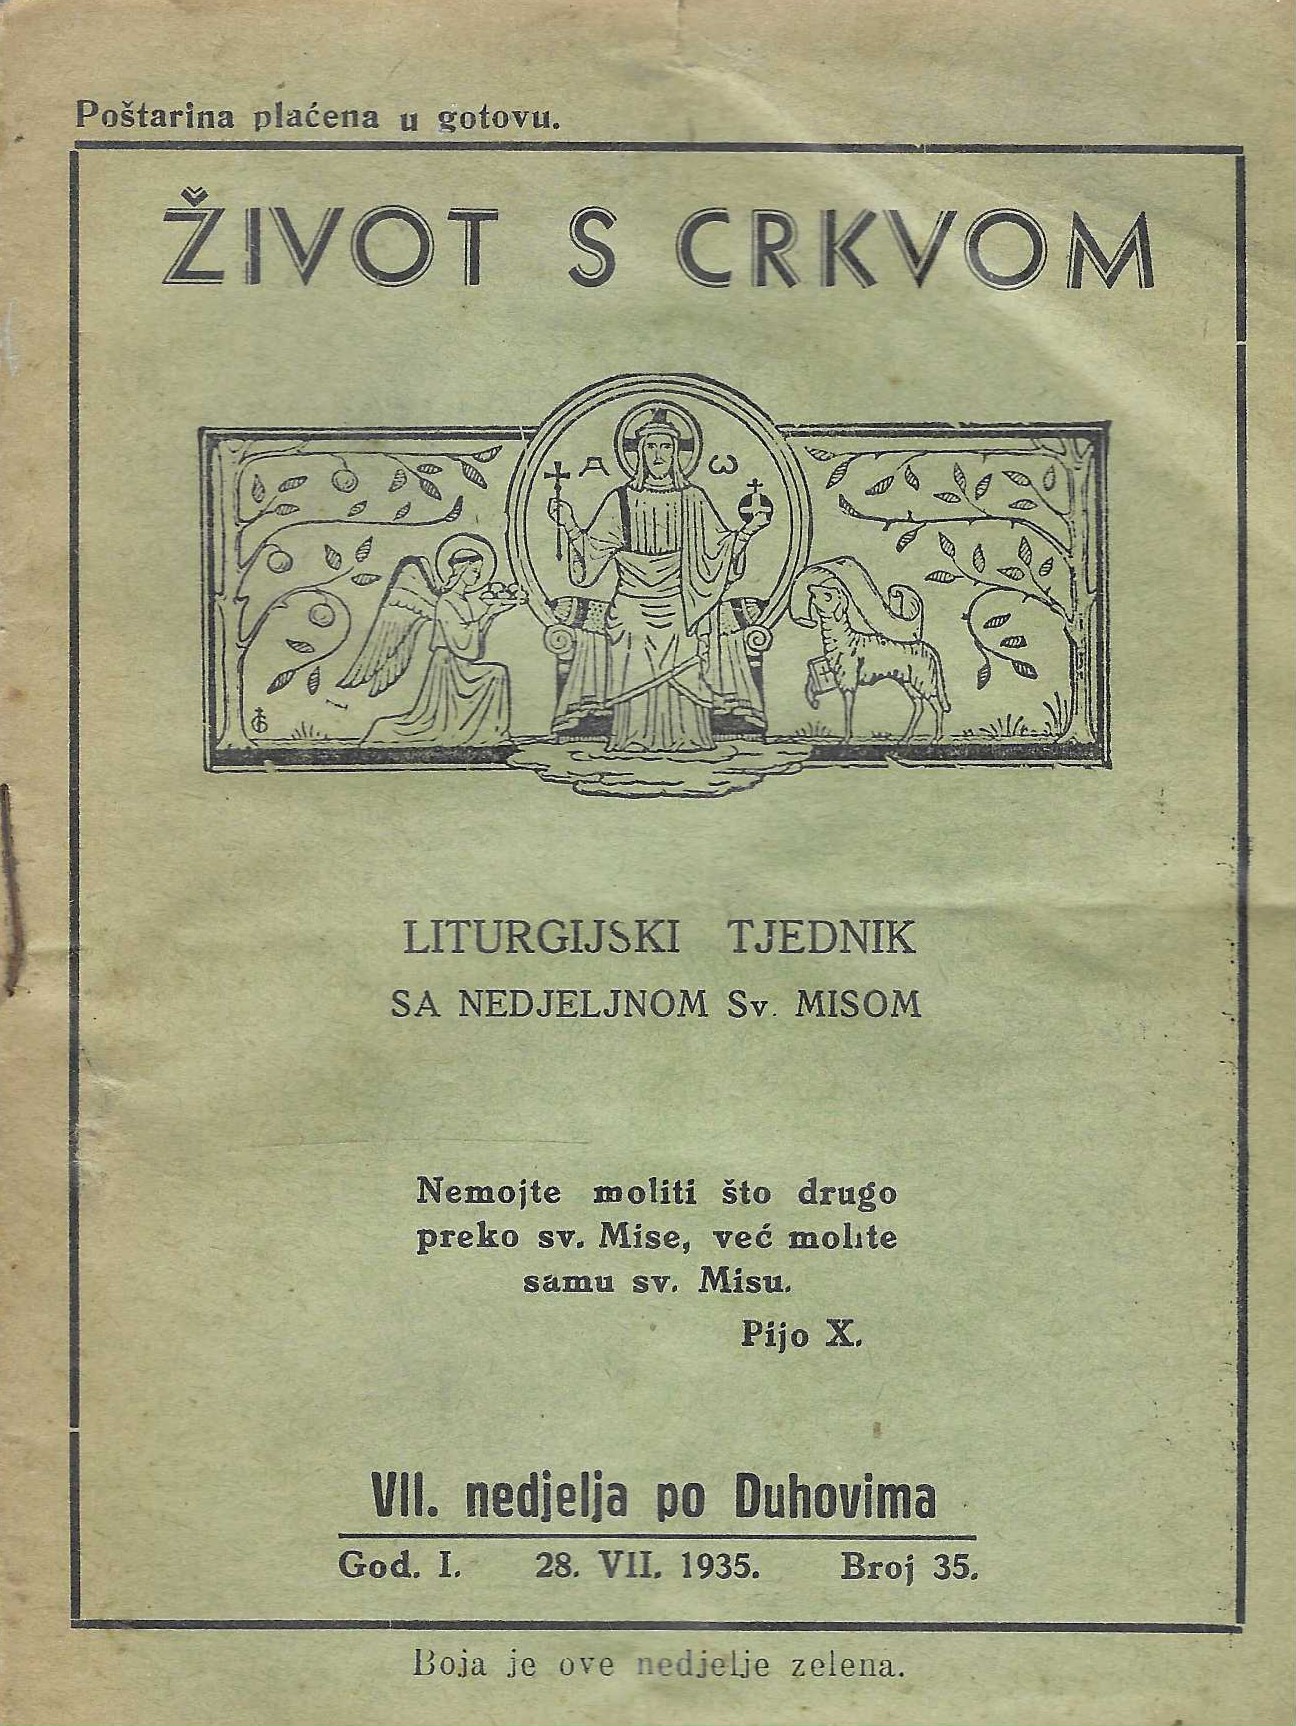 Poštarina plaćena u gotovu.
ŽIVOT S CRKVOM
A ω
LITURGIJSKI TJEDNIK
SA NEDJELJNOM Sv. MISOM
Nemojte moliti što drugo
preko sv. Mise, već molite
samu sv. Misu.
Pijo X.
VII. nedjelja po Duhovima
God. I. 28. VII. 1935. Broj 35.
Boja je ove nedjelje zelena.